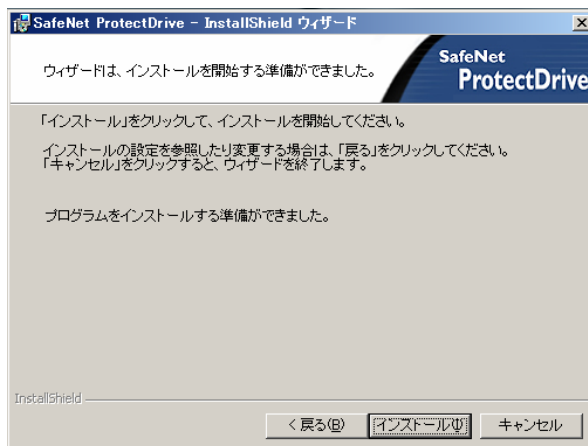 SafeNet ProtectDrive - InstallShield ウィザード
ウィザードは、インストールを開始する準備ができました。
SafeNet
ProtectDrive
「インストール」をクリックして、インストールを開始してください。
インストールの設定を参照したり変更する場合は、「戻る」をクリックしてください。
「キャンセル」をクリックすると、ウィザードを終了します。
プログラムをインストールする準備ができました。
InstallShield
< 戻る(B)
インストール(I)
キャンセル